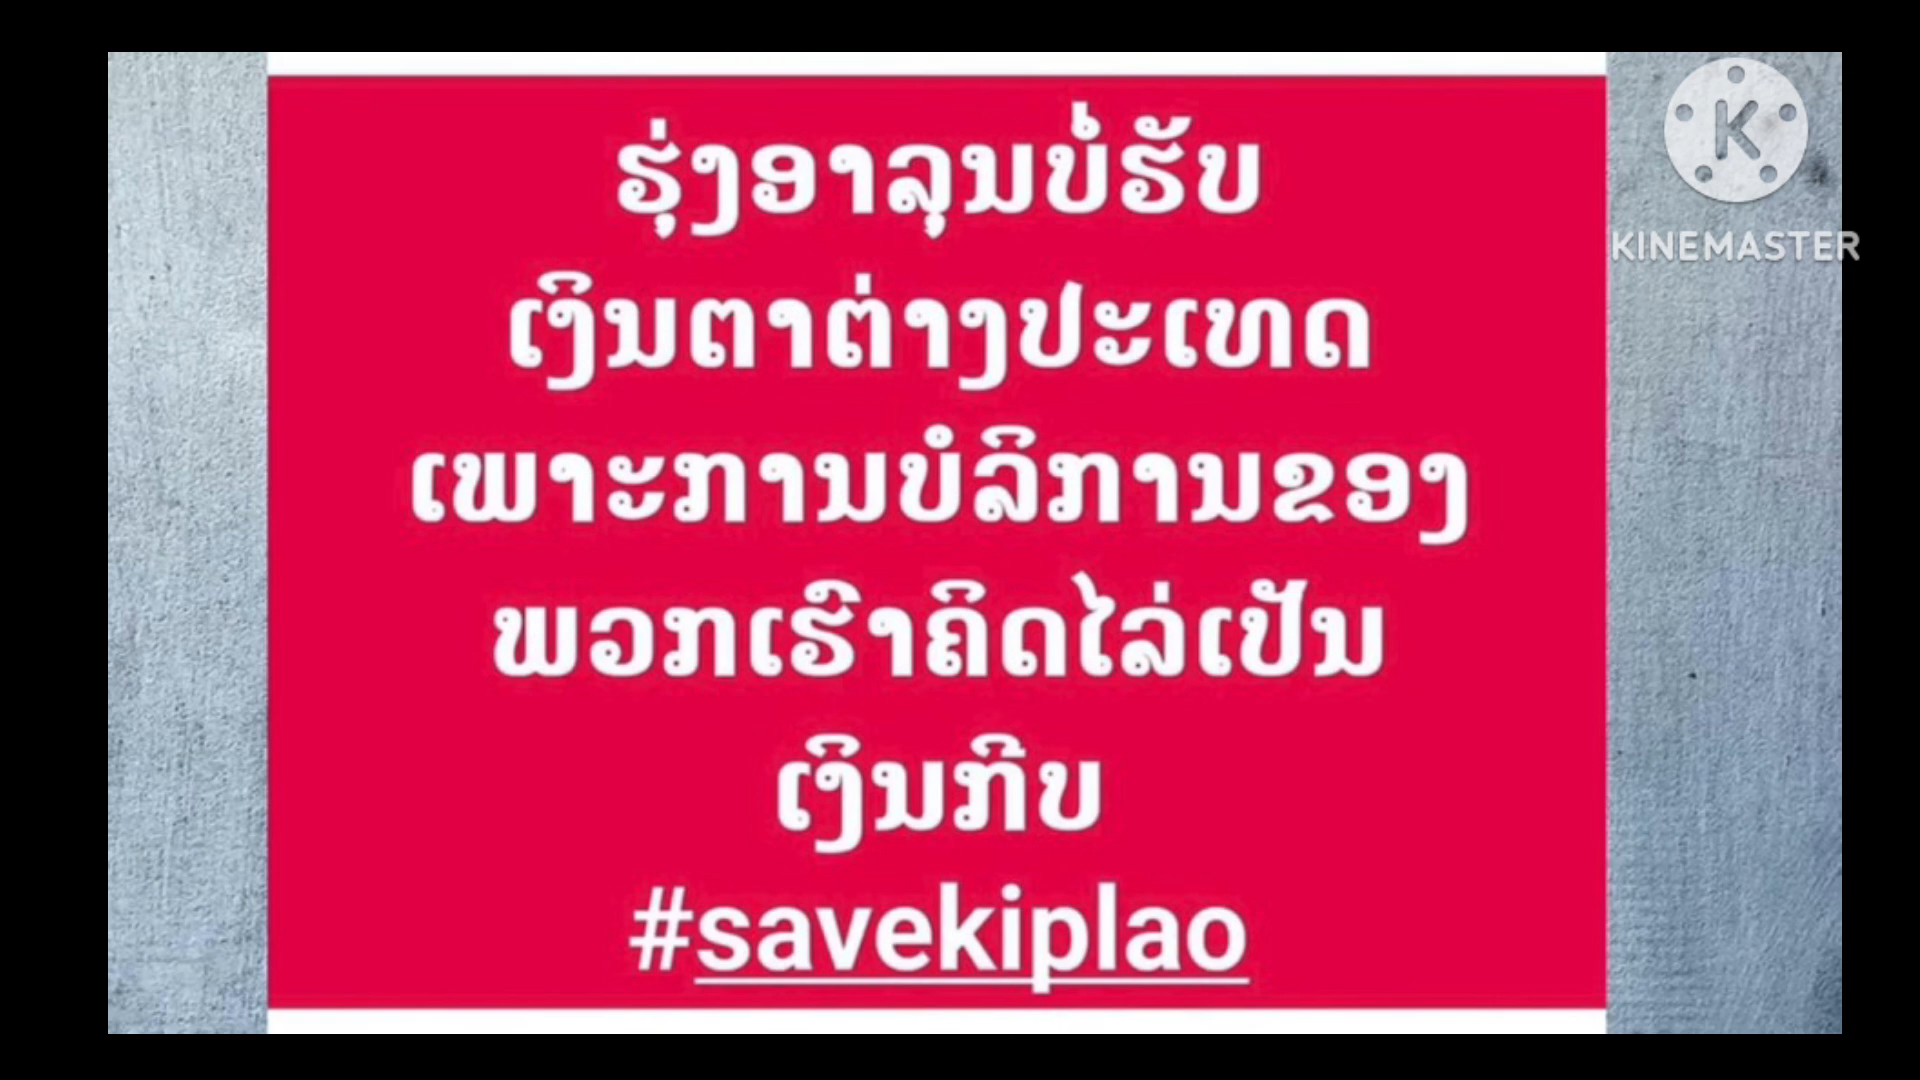 ຮຸ່ງອາລຸນບໍ່ຮັບ
ເງິນຕາຕ່າງປະເທດ
ເພາະການບໍລິການຂອງ
ພວກເຮົາຄິດໄລ່ເປັນ
ເງິນກີບ
#savekiplao
K
KINEMASTER